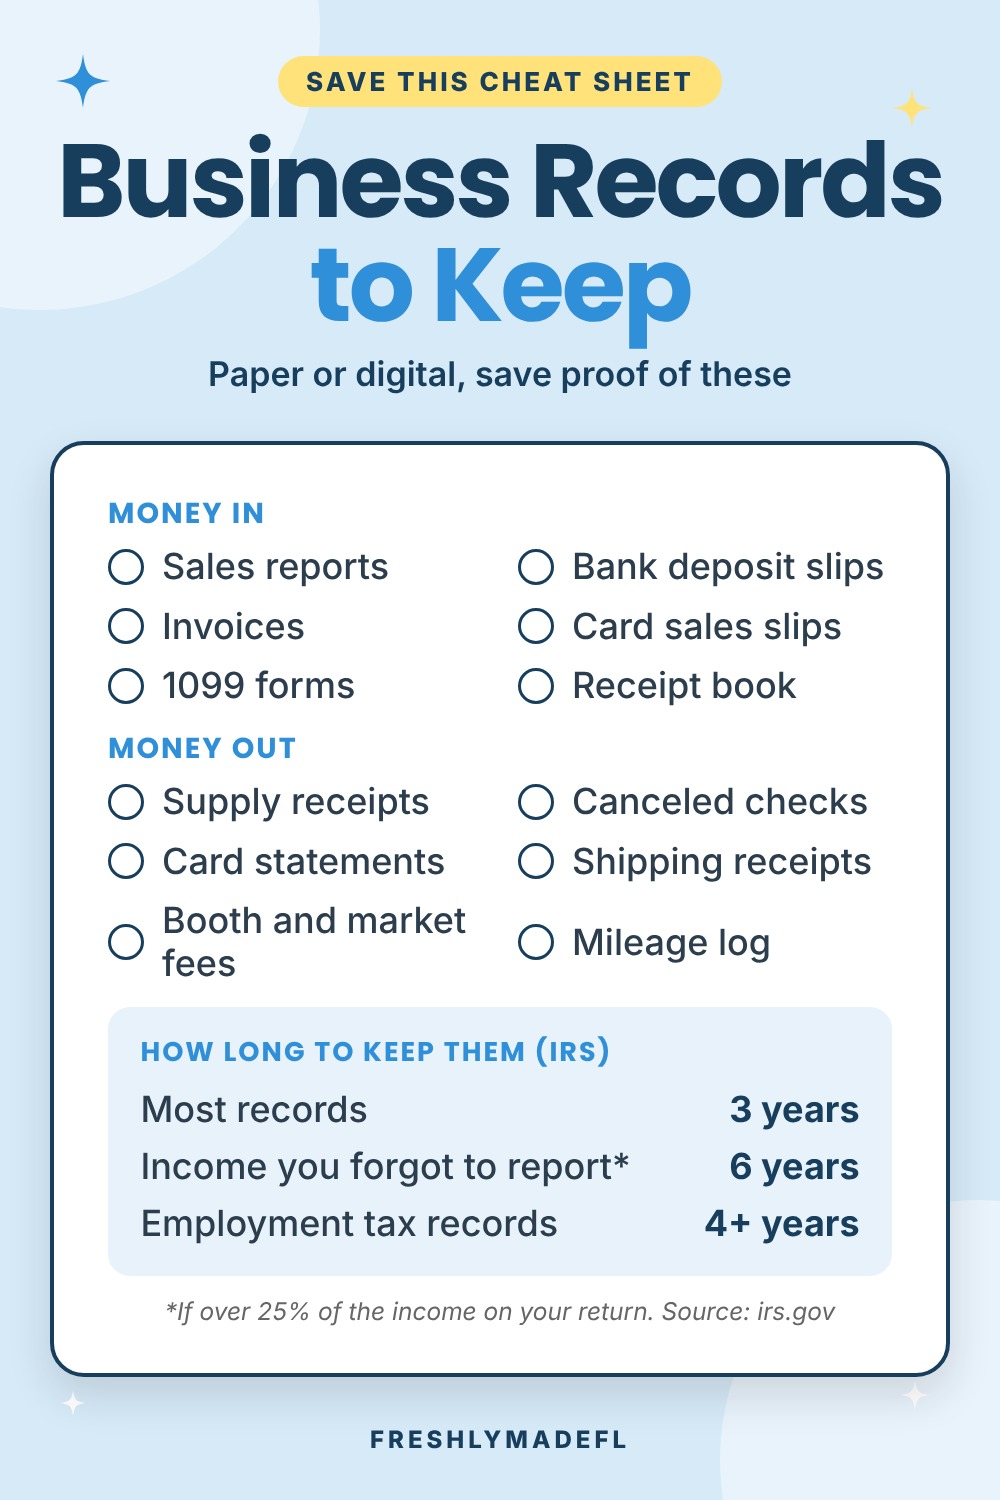 SAVE THIS CHEAT SHEET
Business Records
to Keep
Paper or digital, save proof of these
MONEY IN
Sales reports
Bank deposit slips
Invoices
Card sales slips
1099 forms
Receipt book
MONEY OUT
Supply receipts
Canceled checks
Card statements
Shipping receipts
Booth and market
fees
Mileage log
HOW LONG TO KEEP THEM (IRS)
Most records 3 years
Income you forgot to report* 6 years
Employment tax records 4+ years
*If over 25% of the income on your return. Source: irs.gov
FRESHLYMADEFL